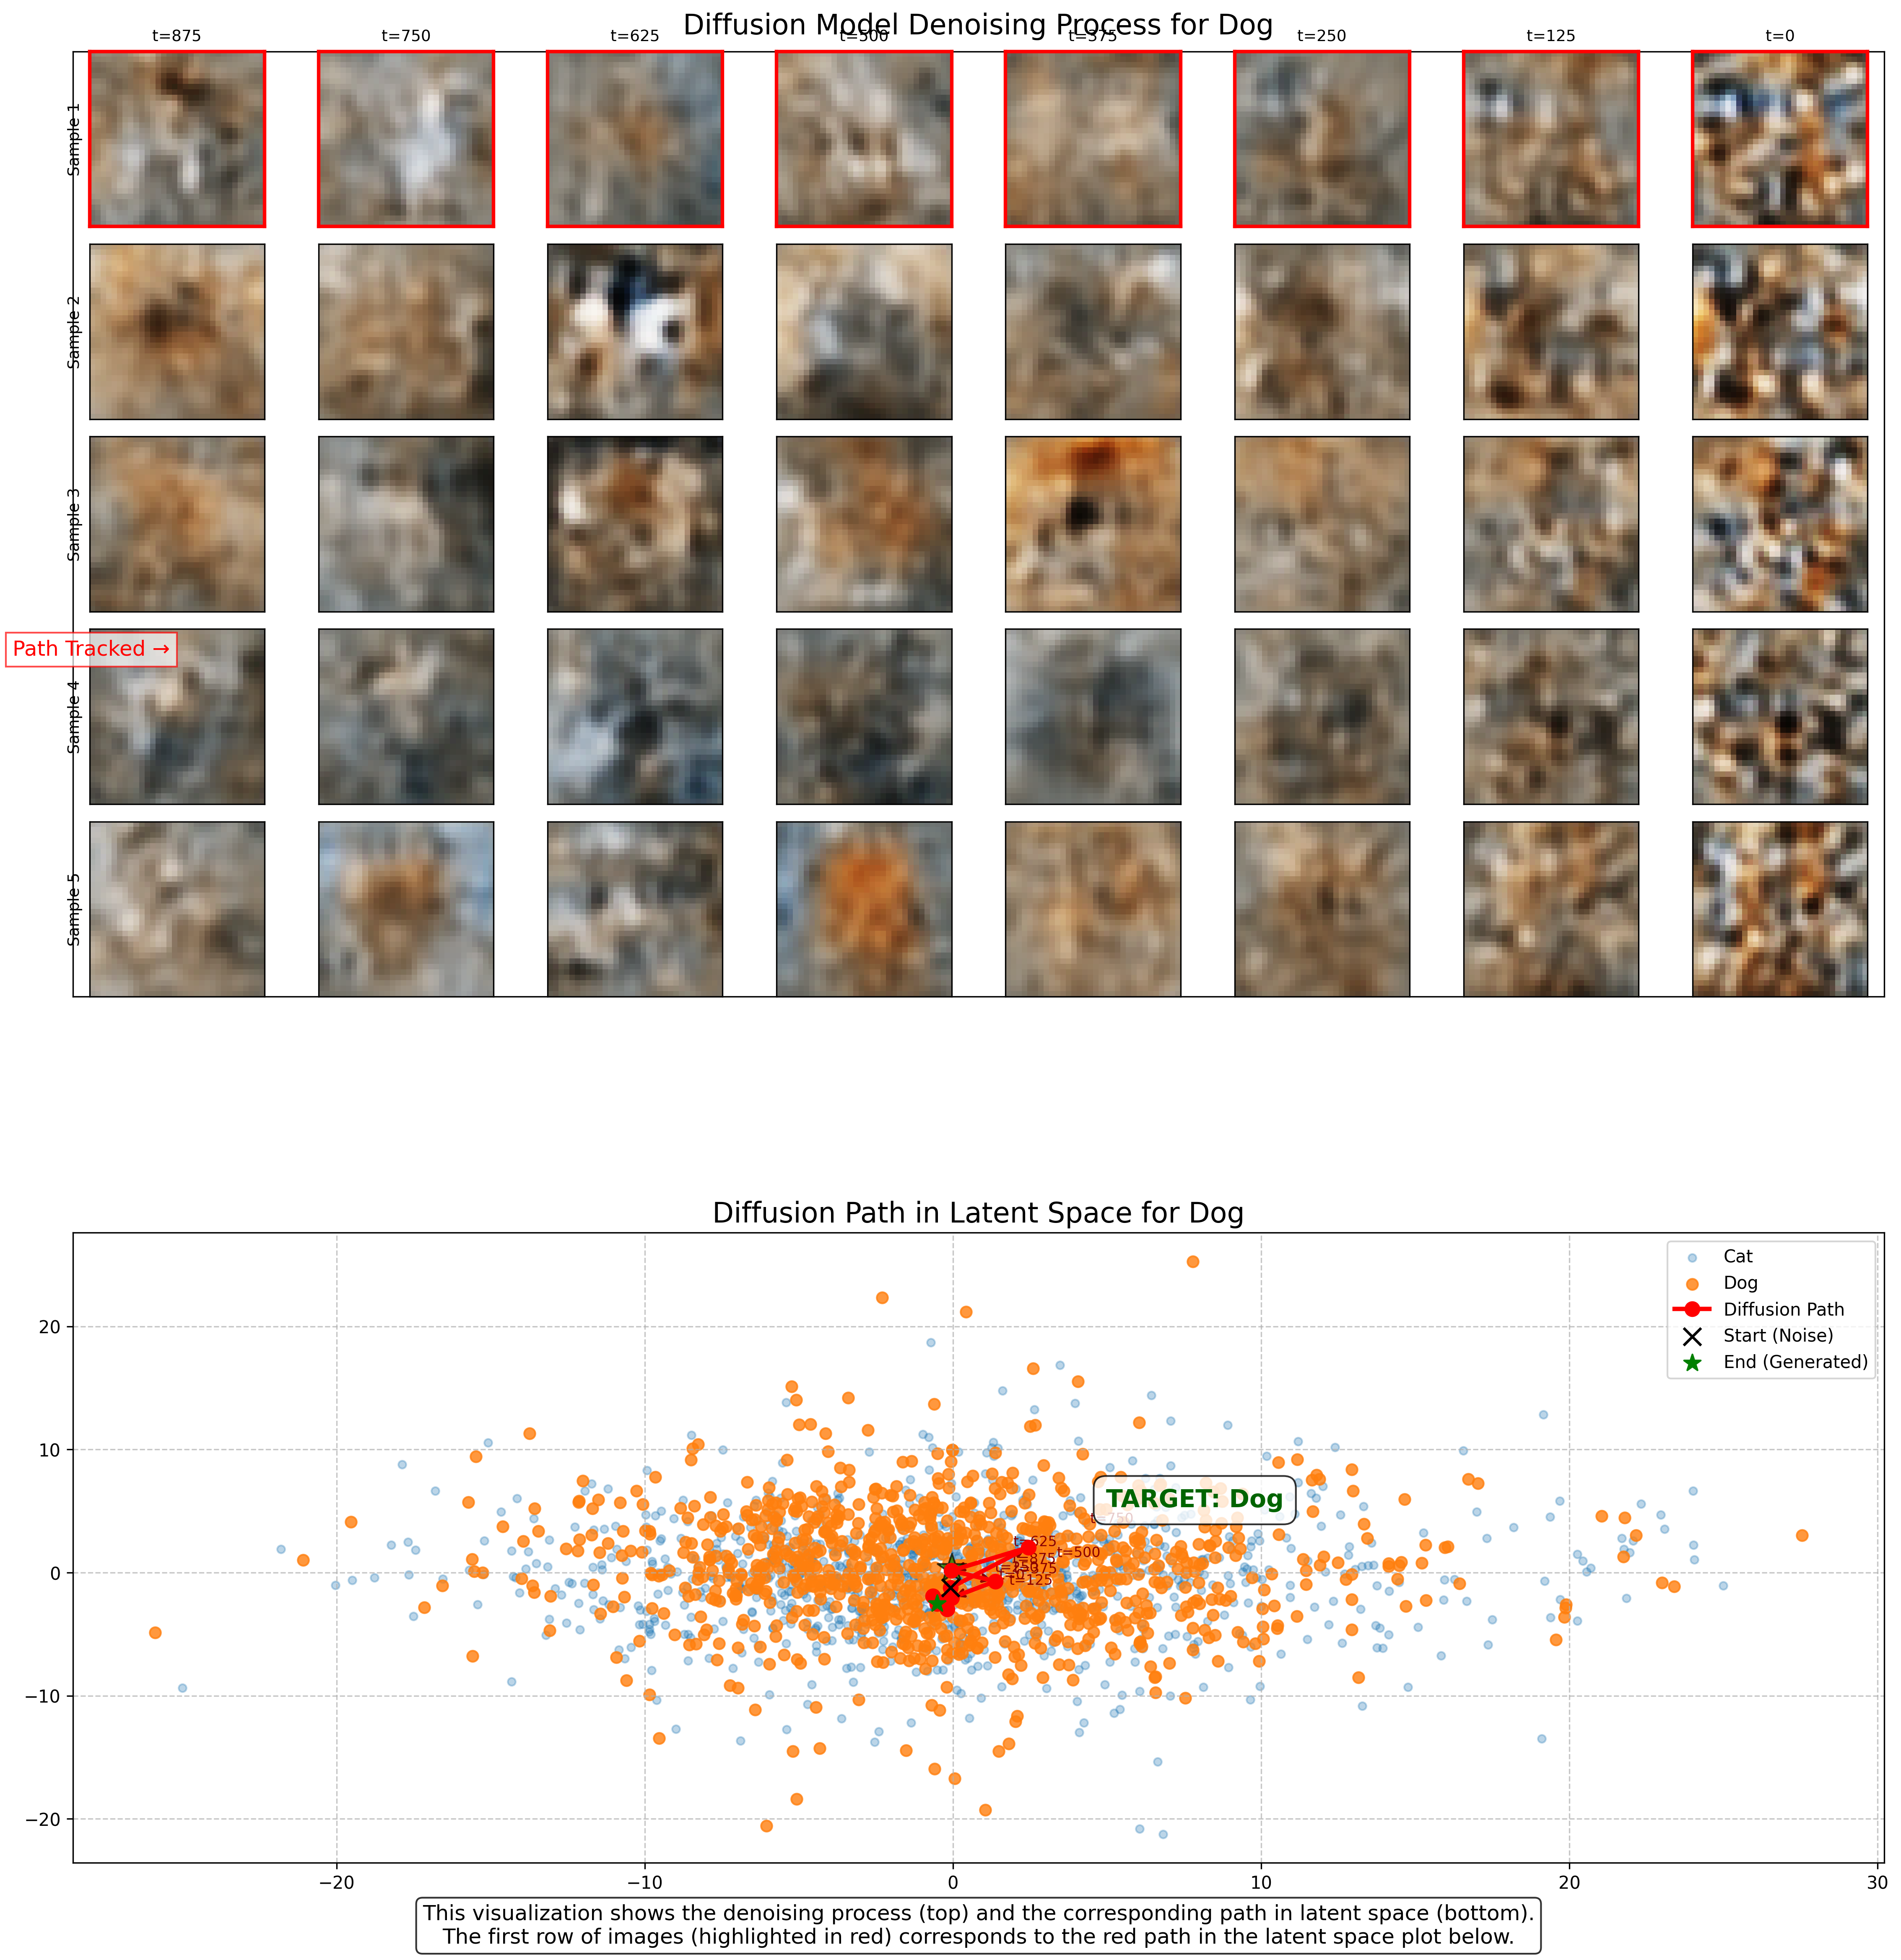 Diffusion Model Denoising Process for Dog
t=875 t=750 t=625 t=500 t=375 t=250 t=125 t=0
Sample 1
Sample 2
Sample 3
Path Tracked →
Sample 4
Sample 5
Diffusion Path in Latent Space for Dog
Cat
Dog
Diffusion Path
Start (Noise)
End (Generated)
TARGET: Dog
t=750
t=625
t=500
t=875
t=125
20
10
0
−10
−20
−20 −10 0 10 20 30
This visualization shows the denoising process (top) and the corresponding path in latent space (bottom).
The first row of images (highlighted in red) corresponds to the red path in the latent space plot below.